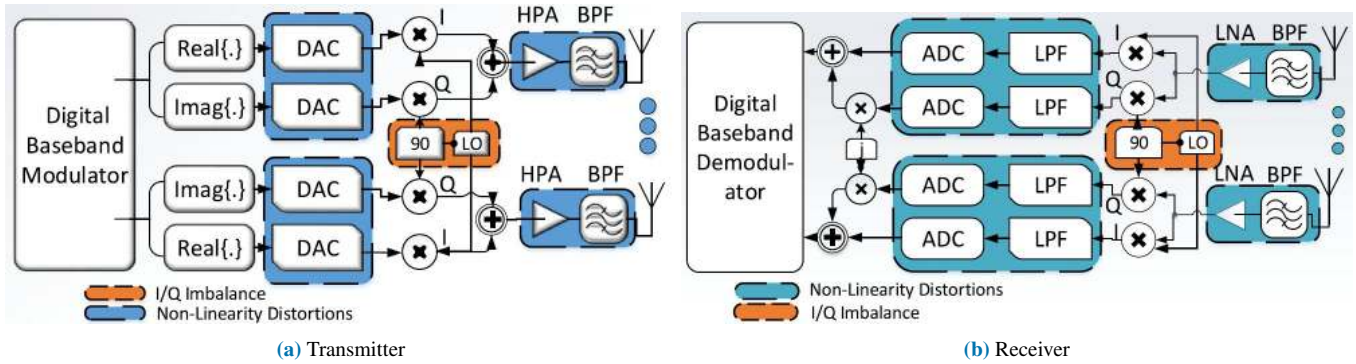 HPA BPF
I
Real{.}
DAC
Q
Imag{.}
DAC
Digital
Baseband
Modulator
90
LO
HPA BPF
Imag{.}
DAC
Q
Real{.}
DAC
I
I/Q Imbalance
Non-Linearity Distortions
(a) Transmitter
LNA BPF
I
ADC
LPF
Q
ADC
LPF
Digital
Baseband
Demodul-
ator
j
90
LO
LNA BPF
ADC
LPF
Q
I
ADC
LPF
Non-Linearity Distortions
I/Q Imbalance
(b) Receiver